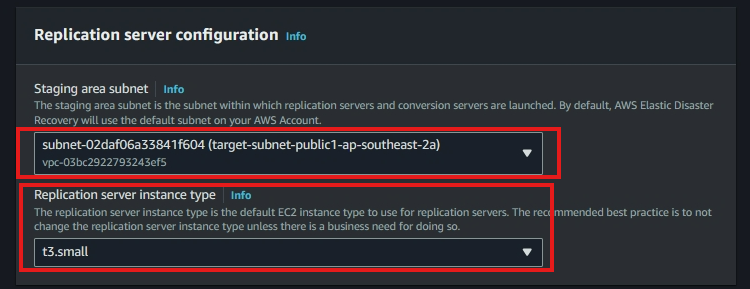 Replication server configuration Info
Staging area subnet Info
The staging area subnet is the subnet within which replication servers and conversion servers are launched. By default, AWS Elastic Disaster
Recovery will use the default subnet on your AWS Account.
subnet-02daf06a33841f604 (target-subnet-public1-ap-southeast-2a)
vpc-03bc2922793243ef5
Replication server instance type Info
The replication server instance type is the default EC2 instance type to use for replication servers. The recommended best practice is to not
change the replication server instance type unless there is a business need for doing so.
t3.small